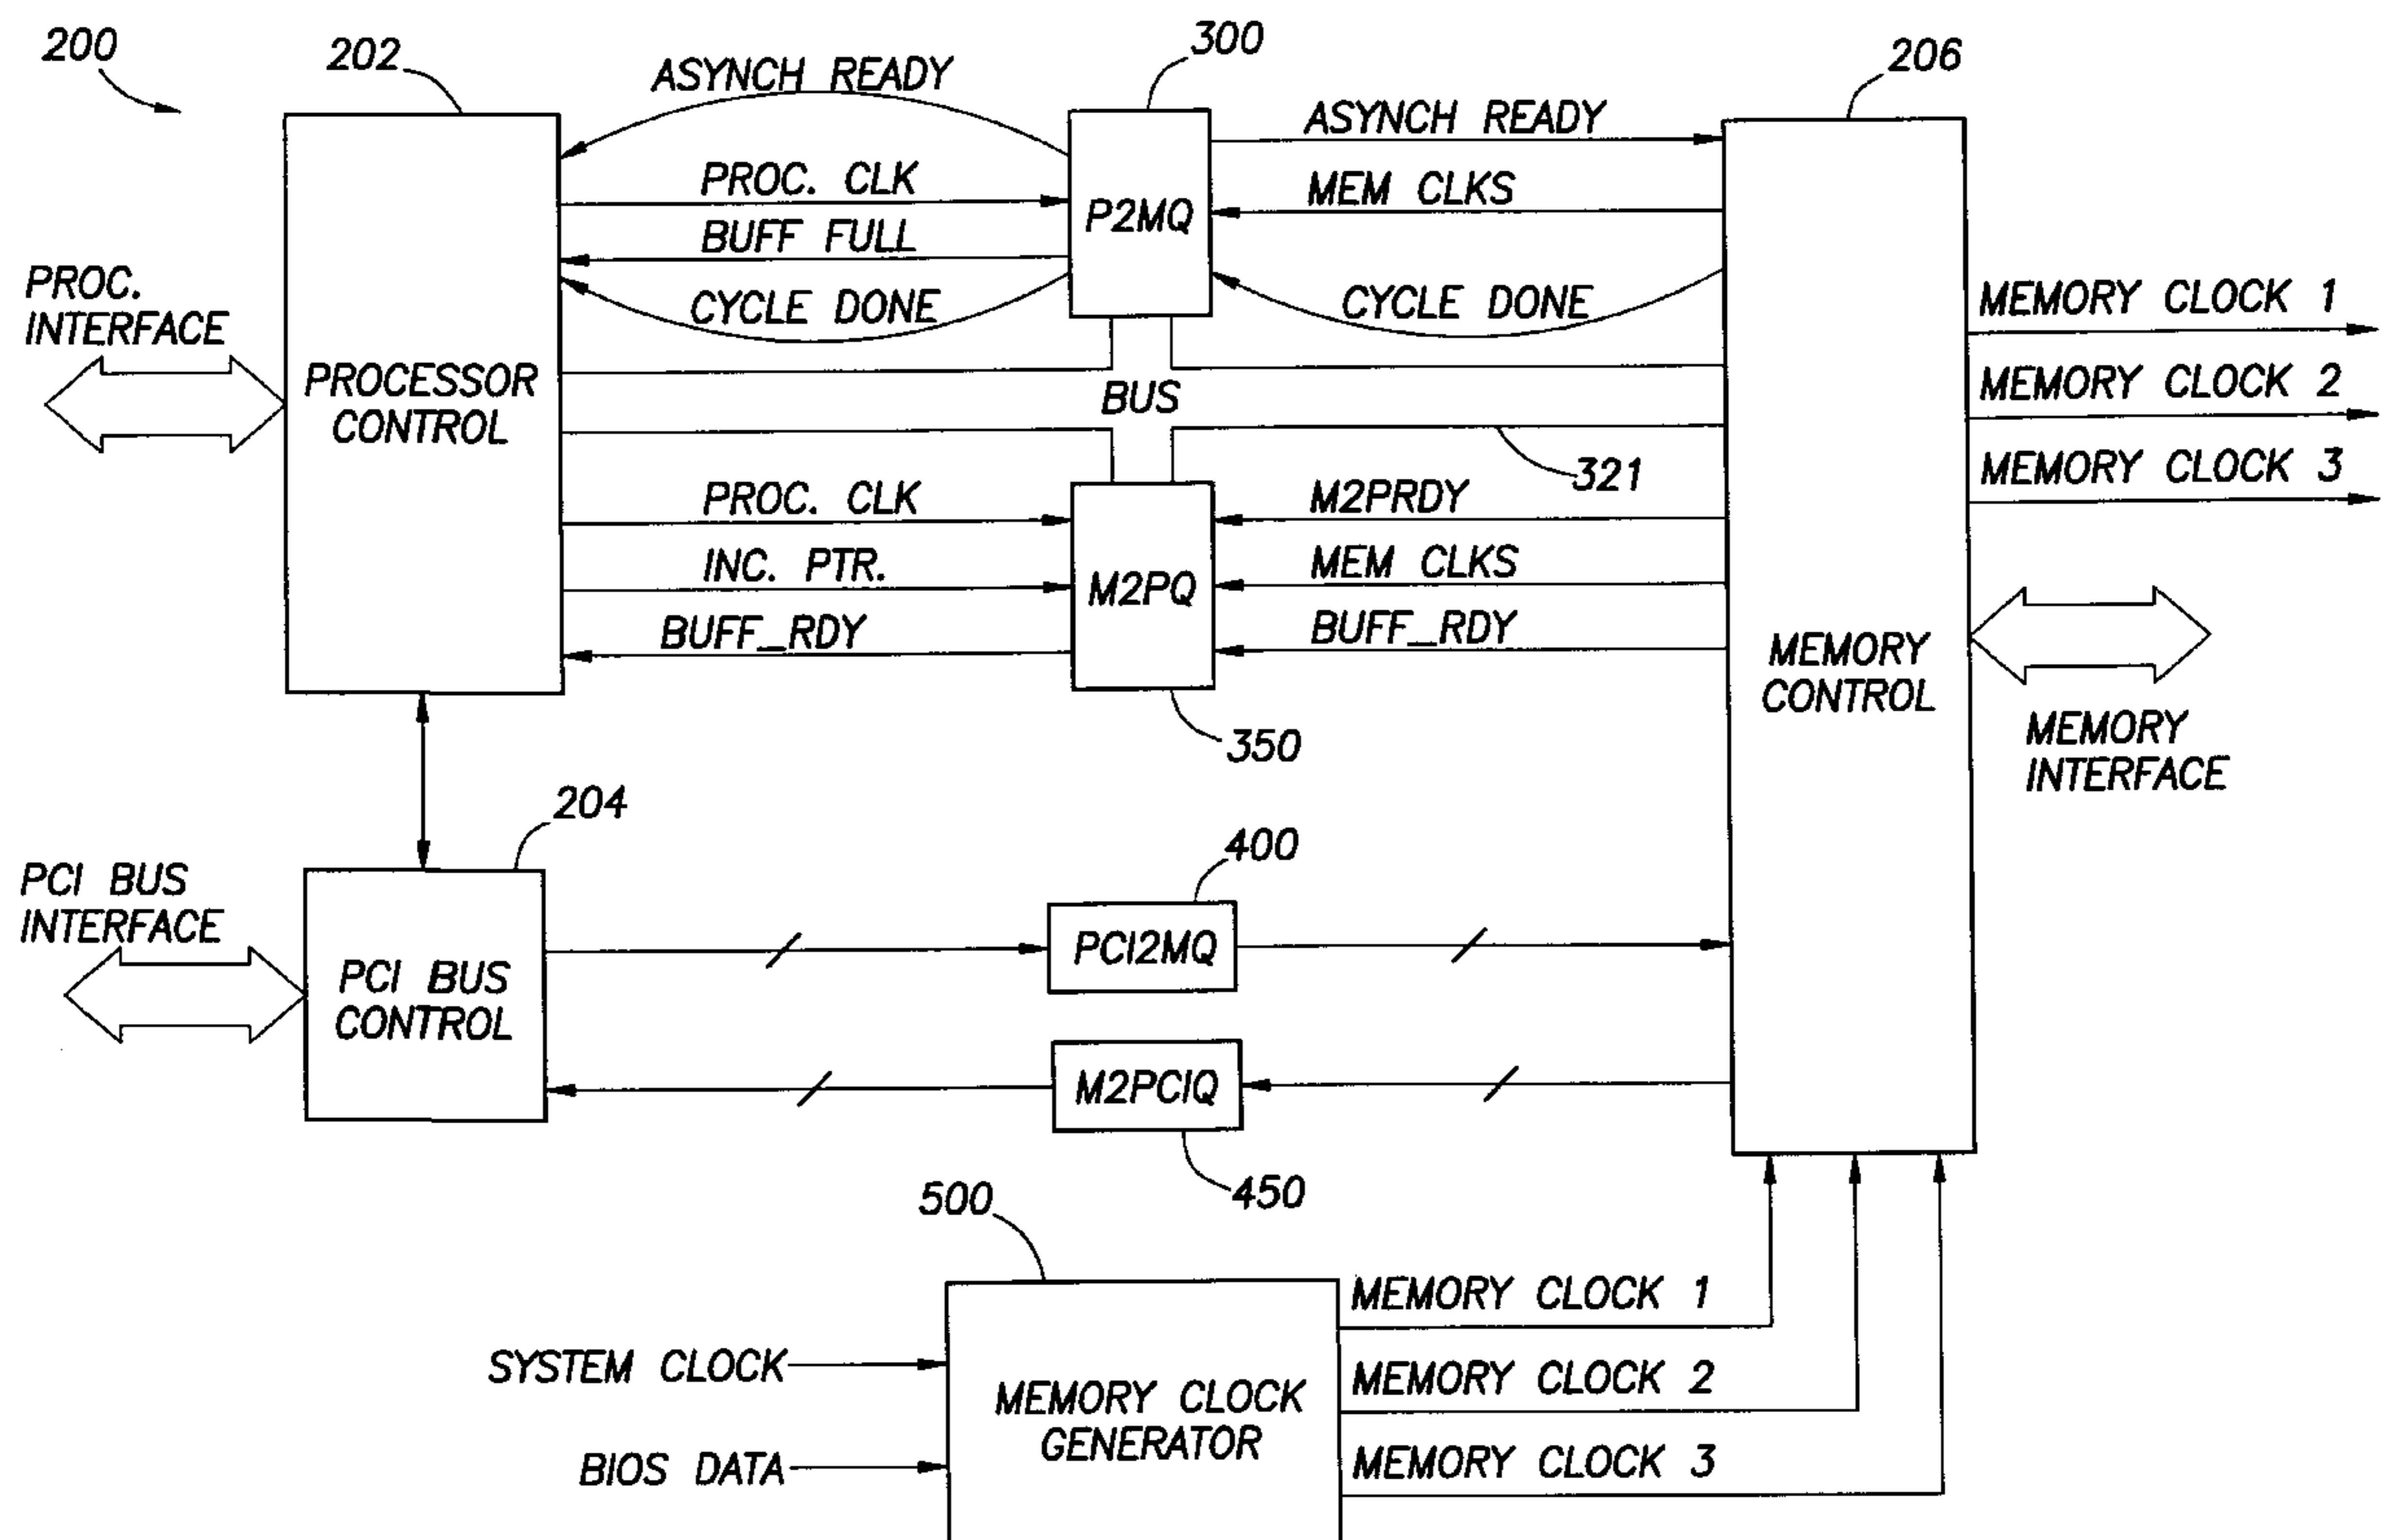 200
202
300
206
ASYNCH READY
ASYNCH READY
PROC. CLK
P2MQ
MEM CLKS
BUFF FULL
CYCLE DONE
CYCLE DONE
PROC.
INTERFACE
PROCESSOR
CONTROL
BUS
MEMORY CLOCK 1
MEMORY CLOCK 2
MEMORY CLOCK 3
321
PROC. CLK
M2PRDY
INC. PTR.
M2PQ
MEM CLKS
BUFF_RDY
BUFF_RDY
MEMORY
CONTROL
350
MEMORY
INTERFACE
204
400
PCI BUS
INTERFACE
PCI BUS
CONTROL
PCI2MQ
M2PCIQ
450
500
SYSTEM CLOCK
BIOS DATA
MEMORY CLOCK
GENERATOR
MEMORY CLOCK 1
MEMORY CLOCK 2
MEMORY CLOCK 3